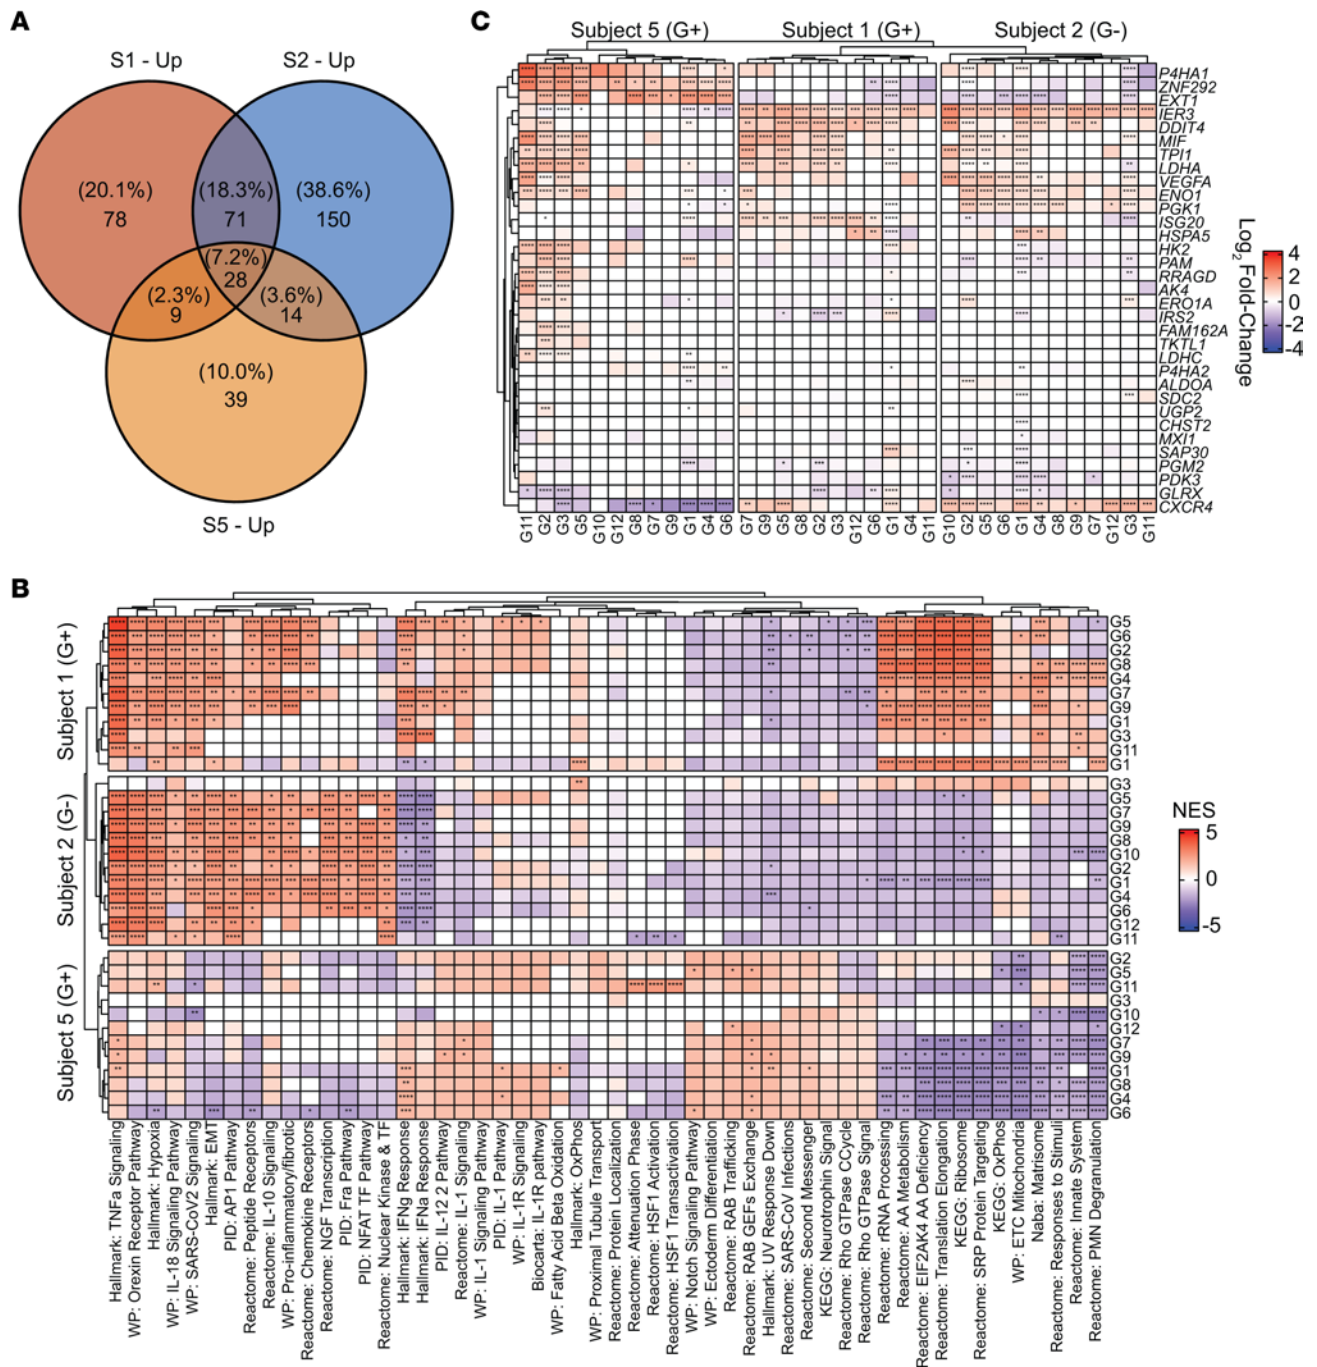 A
S1 - Up
S2 - Up
(20.1%)
78
(18.3%)
71
(38.6%)
150
(7.2%)
28
(2.3%)
9
(3.6%)
14
(10.0%)
39
S5 - Up
C
Subject 5 (G+)
Subject 1 (G+)
Subject 2 (G-)
P4HA1
ZNF292
EXT1
IER3
DDIT4
MIF
TPI1
LDHA
VEGFA
ENO1
PGK1
ISG20
HSPA5
HK2
PAM
RRAGD
AK4
ERO1A
IRS2
FAM162A
TKTL1
LDHC
P4HA2
ALDOA
SDC2
UGP2
CHST2
MXI1
SAP30
PGM2
PDK3
GLRX
CXCR4
G11 G2 G3 G5 G10 G12 G8 G7 G9 G1 G4 G6
G7 G9 G5 G8 G2 G3 G12 G6 G1 G4 G11
G10 G2 G5 G6 G1 G4 G8 G9 G7 G12 G3 G11
Log2 Fold-Change
4
2
0
-2
-4
B
Subject 1 (G+)
G5
G6
G2
G8
G4
G7
G9
G1
G3
G11
G1
Subject 2 (G-)
G3
G5
G7
G9
G8
G10
G2
G1
G4
G6
G12
G11
Subject 5 (G+)
G2
G5
G11
G3
G10
G12
G7
G9
G1
G8
G4
G6
NES
5
0
-5
Hallmark: TNFa Signaling
WP: Orexin Receptor Pathway
Hallmark: Hypoxia
WP: IL-18 Signaling Pathway
WP: SARS-CoV2 Signaling
Hallmark: EMT
PID: AP1 Pathway
Reactome: Peptide Receptors
Reactome: IL-10 Signaling
WP: Pro-inflammatory/fibrotic
Reactome: Chemokine Receptors
Reactome: NGF Transcription
PID: Fra Pathway
PID: NFAT TF Pathway
Reactome: Nuclear Kinase & TF
Hallmark: IFNg Response
Hallmark: IFNa Response
PID: IL-12 2 Pathway
Reactome: IL-1 Signaling
WP: IL-1 Signaling Pathway
PID: IL-1 Pathway
WP: IL-1R Signaling
Biocarta: IL-1R pathway
WP: Fatty Acid Beta Oxidation
Hallmark: OxPhos
WP: Proximal Tubule Transport
Reactome: Protein Localization
Reactome: Attenuation Phase
Reactome: HSF1 Activation
Reactome: HSF1 Transactivation
WP: Notch Signaling Pathway
WP: Ectoderm Differentiation
Reactome: RAB Trafficking
Reactome: RAB GEFs Exchange
Hallmark: UV Response Down
Reactome: SARS-CoV Infections
Reactome: Second Messenger
KEGG: Neurotrophin Signal
Reactome: Rho GTPase CCycle
Reactome: Rho GTPase Signal
Reactome: rRNA Processing
Reactome: AA Metabolism
Reactome: EIF2AK4 AA Deficiency
Reactome: Translation Elongation
KEGG: Ribosome
Reactome: SRP Protein Targeting
KEGG: OxPhos
WP: ETC Mitochondria
Naba: Matrisome
Reactome: Responses to Stimuli
Reactome: Innate System
Reactome: PMN Degranulation